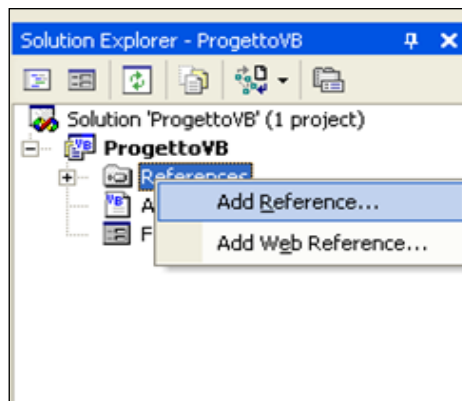 Solution Explorer - ProgettoVB
Solution 'ProgettoVB' (1 project)
ProgettoVB
References
Add Reference...
A
Add Web Reference...
F